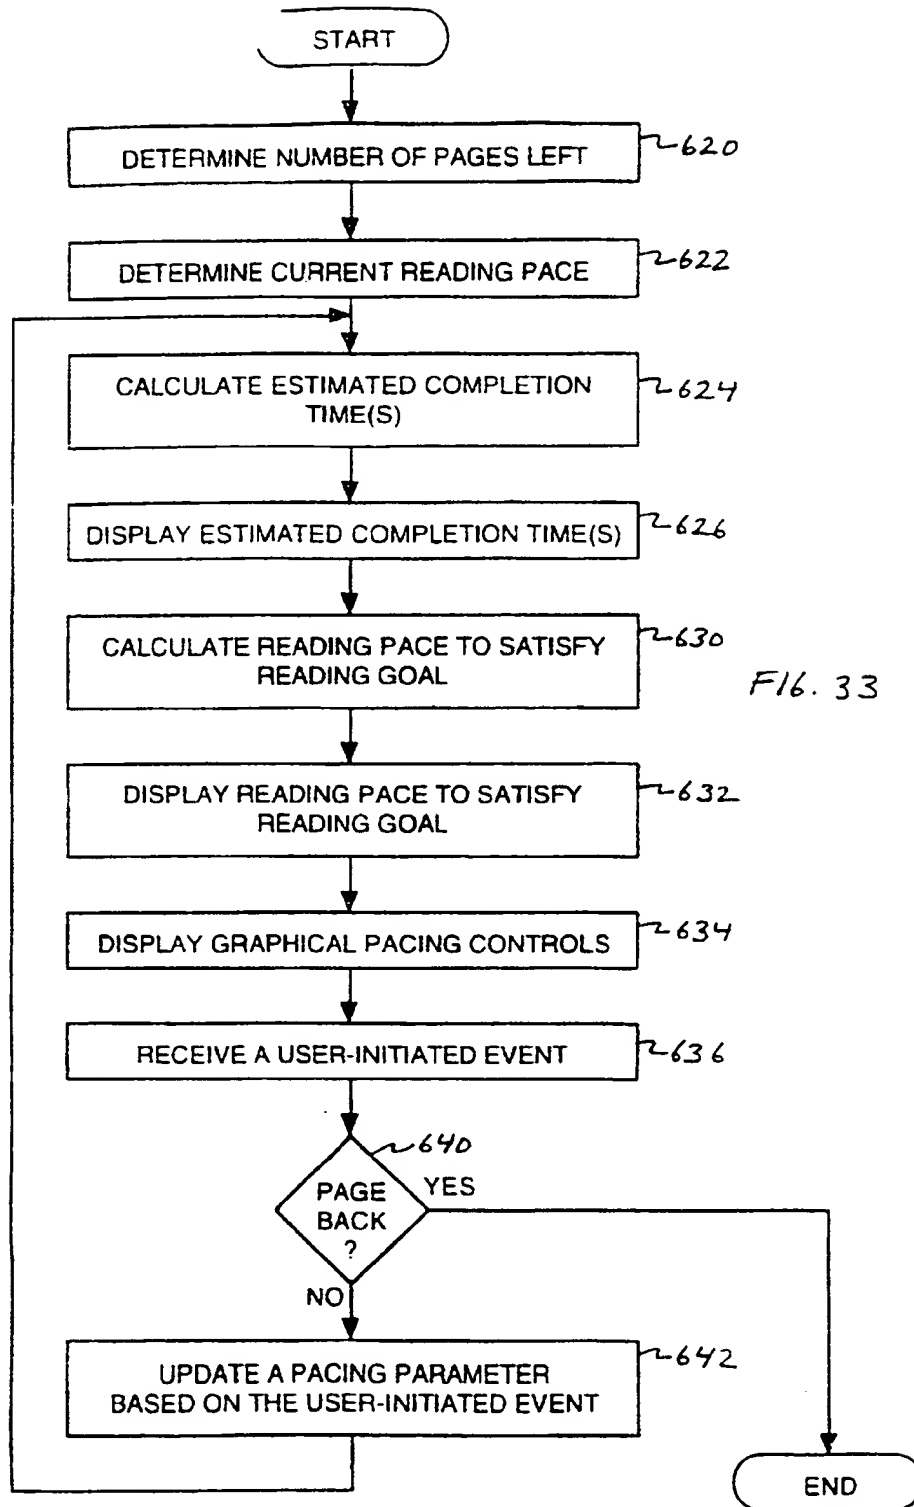 START
DETERMINE NUMBER OF PAGES LEFT
620
DETERMINE CURRENT READING PACE
622
CALCULATE ESTIMATED COMPLETION
TIME(S)
624
DISPLAY ESTIMATED COMPLETION TIME(S)
626
CALCULATE READING PACE TO SATISFY
READING GOAL
630
FIG. 33
DISPLAY READING PACE TO SATISFY
READING GOAL
632
DISPLAY GRAPHICAL PACING CONTROLS
634
RECEIVE A USER-INITIATED EVENT
636
640
PAGE
BACK
?
YES
NO
UPDATE A PACING PARAMETER
BASED ON THE USER-INITIATED EVENT
642
END